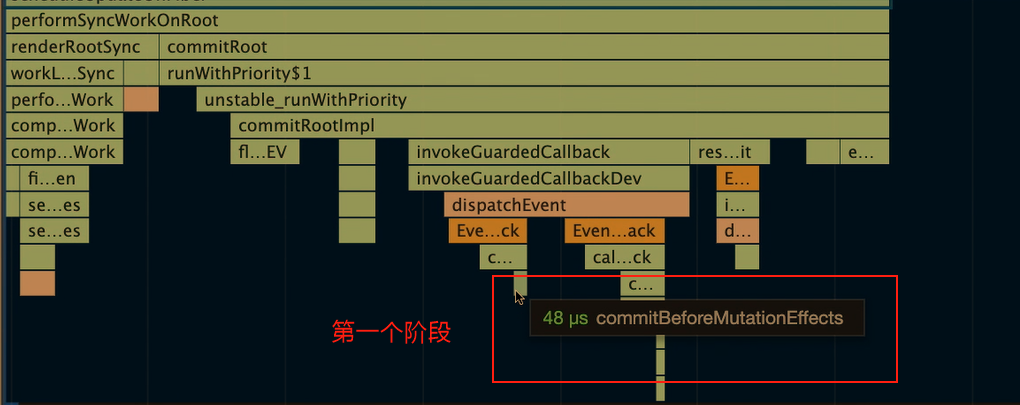 performSyncWorkOnRoot
renderRootSync commitRoot
workL...Sync runWithPriority$1
perfo...Work unstable_runWithPriority
comp...Work commitRootImpl
comp...Work fl...EV invokeGuardedCallback res...it e...
fi...en invokeGuardedCallbackDev E...
se...es dispatchEvent i...
se...es Eve...ck Even...ack d...
c... cal...ck
c...
48 μs commitBeforeMutationEffects
第一个阶段